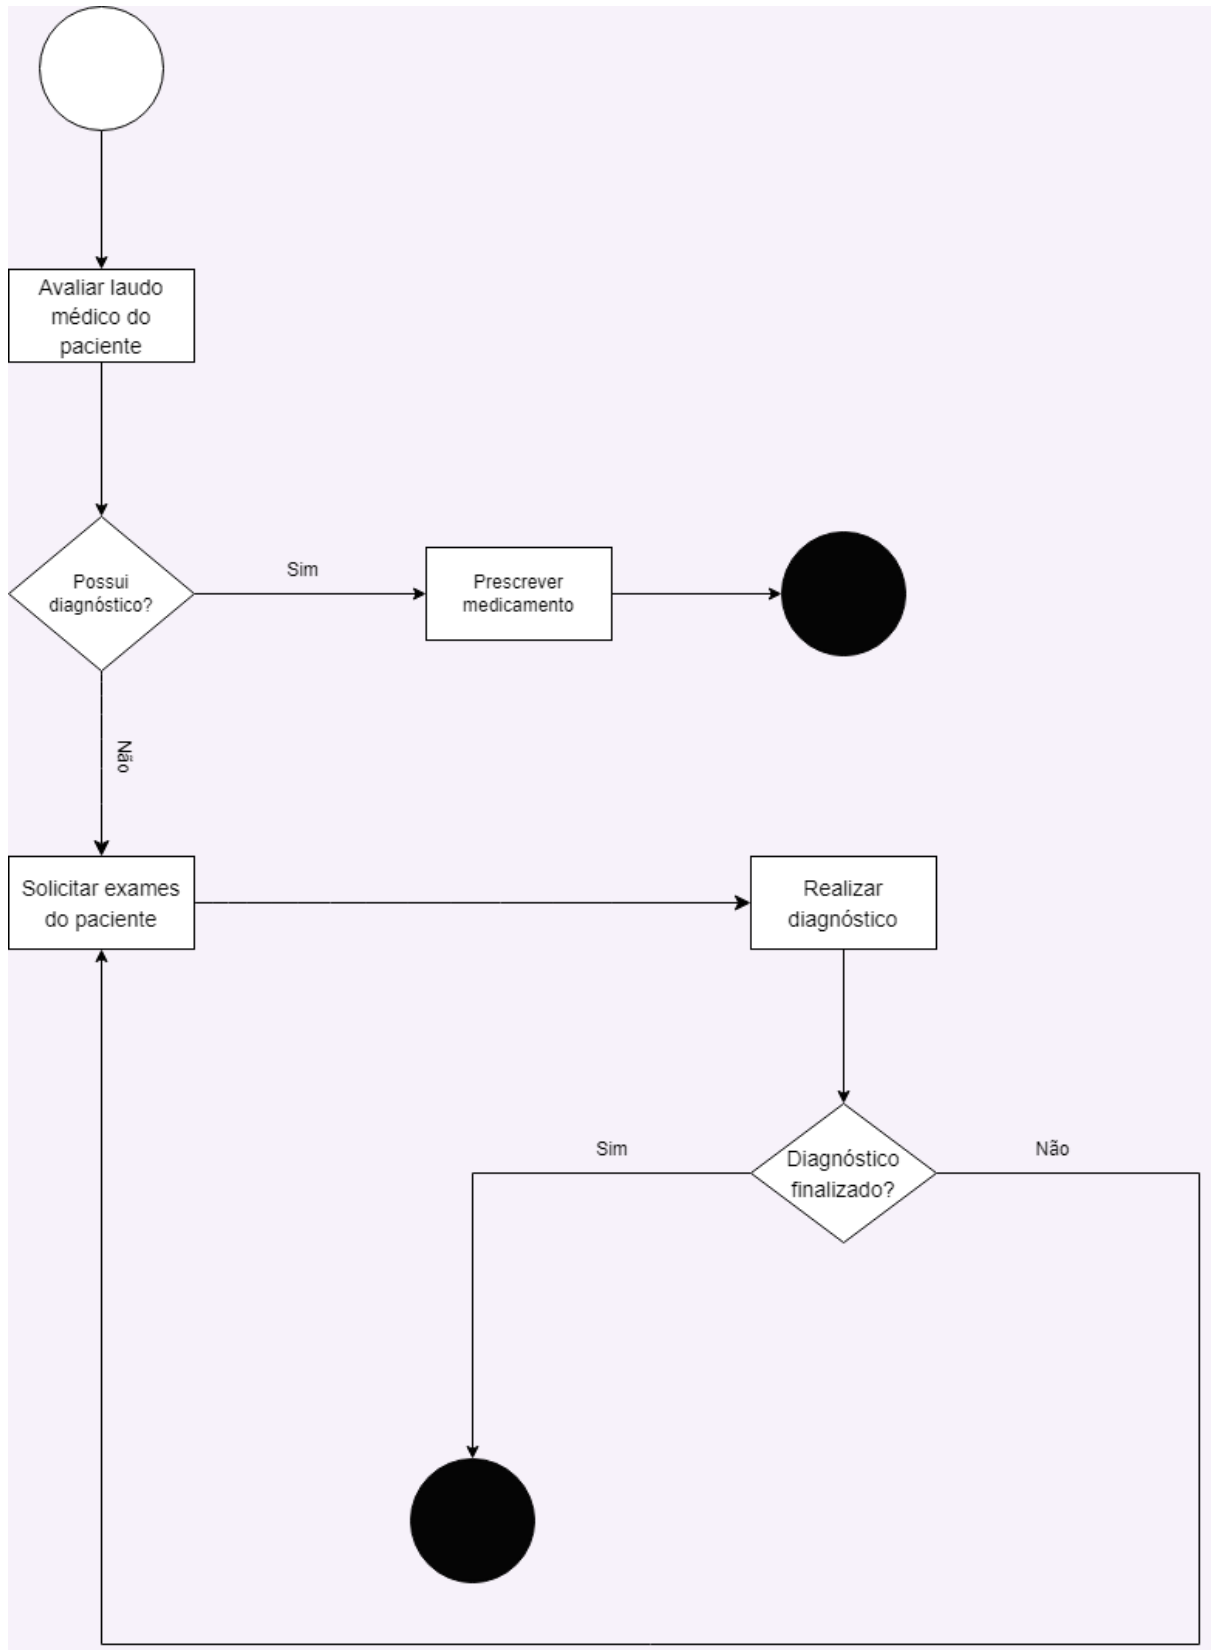 Avaliar laudo
médico do
paciente
Possui
diagnóstico?
Sim
Prescrever
medicamento
Não
Solicitar exames
do paciente
Realizar
diagnóstico
Diagnóstico
finalizado?
Sim
Não